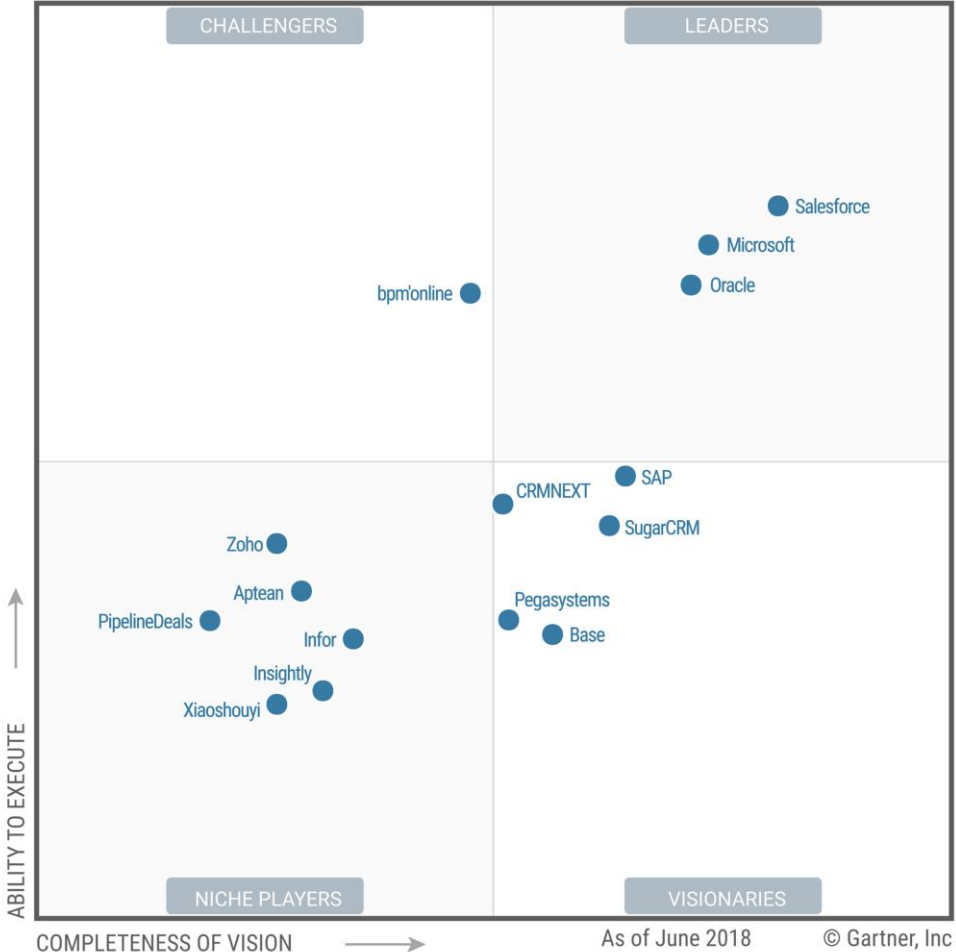 CHALLENGERS
LEADERS
Salesforce
Microsoft
Oracle
bpm'online
SAP
CRMNEXT
SugarCRM
Zoho
Aptean
PipelineDeals
Infor
Insightly
Xiaoshouyi
Pegasystems
Base
NICHE PLAYERS
VISIONARIES
ABILITY TO EXECUTE
COMPLETENESS OF VISION
As of June 2018
© Gartner, Inc